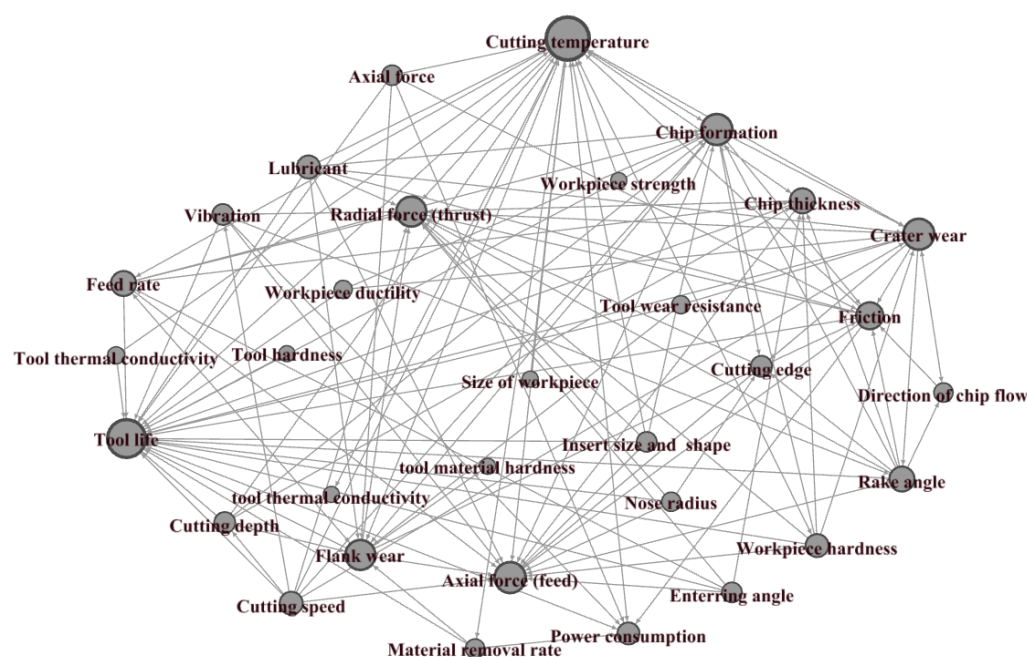 Cutting temperature
Axial force
Chip formation
Lubricant
Workpiece strength
Chip thickness
Vibration
Radial force (thrust)
Crater wear
Feed rate
Workpiece ductility
Tool wear resistance
Friction
Tool thermal conductivity
Tool hardness
Size of workpiece
Cutting edge
Direction of chip flow
Tool life
Insert size and shape
tool material hardness
Rake angle
tool thermal conductivity
Nose radius
Cutting depth
Flank wear
Workpiece hardness
Axial force (feed)
Enterring angle
Cutting speed
Power consumption
Material removal rate